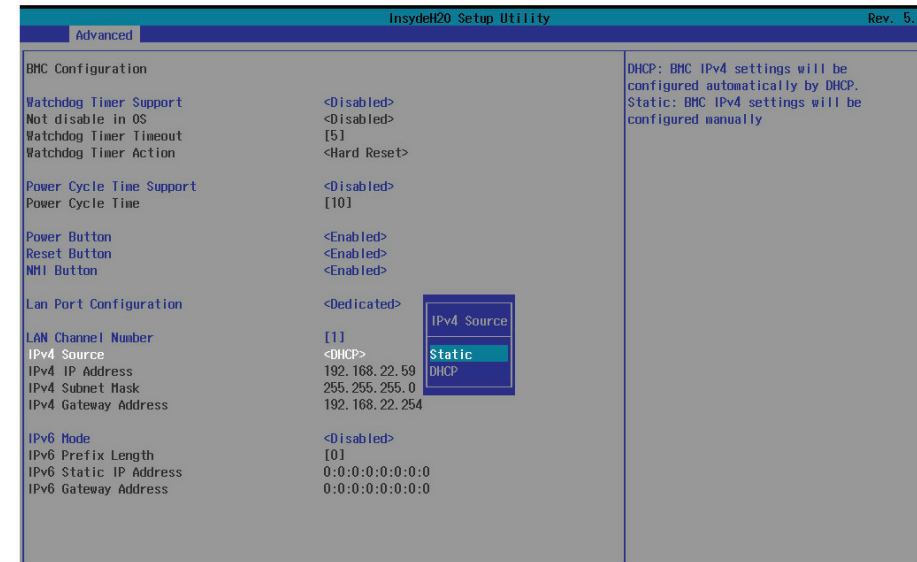 InsydeH20 Setup Utility Rev. 5.
Advanced
BMC Configuration
Watchdog Timer Support <Disabled>
Not disable in OS <Disabled>
Watchdog Timer Timeout [5]
Watchdog Timer Action <Hard Reset>
Power Cycle Time Support <Disabled>
Power Cycle Time [10]
Power Button <Enabled>
Reset Button <Enabled>
NMI Button <Enabled>
Lan Port Configuration <Dedicated>
LAN Channel Number [1]
IPv4 Source <DHCP>
IPv4 IP Address 192.168.22.59
IPv4 Subnet Mask 255.255.255.0
IPv4 Gateway Address 192.168.22.254
IPv6 Mode <Disabled>
IPv6 Prefix Length [0]
IPv6 Static IP Address 0:0:0:0:0:0:0:0
IPv6 Gateway Address 0:0:0:0:0:0:0:0
IPv4 Source
Static
DHCP
DHCP: BMC IPv4 settings will be
configured automatically by DHCP.
Static: BMC IPv4 settings will be
configured manually